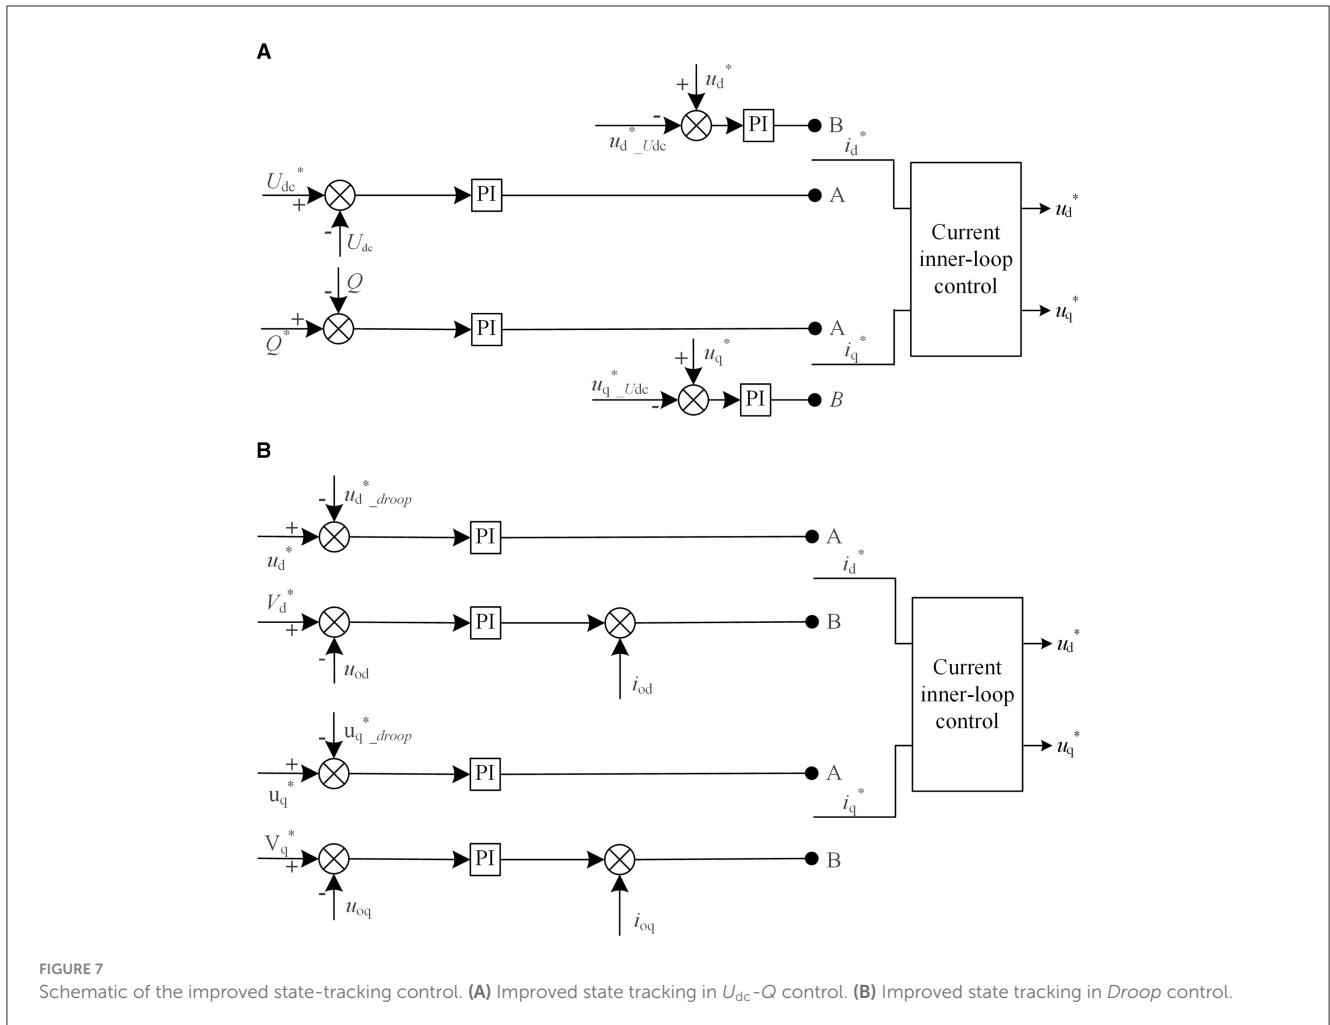 A
+ u_d^*
-
u_d^*_Udc
PI
B
i_d^*
U_dc^*
+
PI
A
-
U_dc
Current
inner-loop
control
u_d^*
u_q^*
- Q
+
Q^*
PI
A
i_q^*
+ u_q^*
u_q^*_Udc
-
PI
B
B
- u_d^*_droop
+
u_d^*
PI
A
i_d^*
V_d^*
+
PI
B
-
u_od
i_od
Current
inner-loop
control
u_d^*
u_q^*
- u_q^*_droop
+
u_q^*
PI
A
i_q^*
V_q^*
+
PI
B
-
u_oq
i_oq
FIGURE 7
Schematic of the improved state-tracking control. (A) Improved state tracking in U_dc-Q control. (B) Improved state tracking in Droop control.